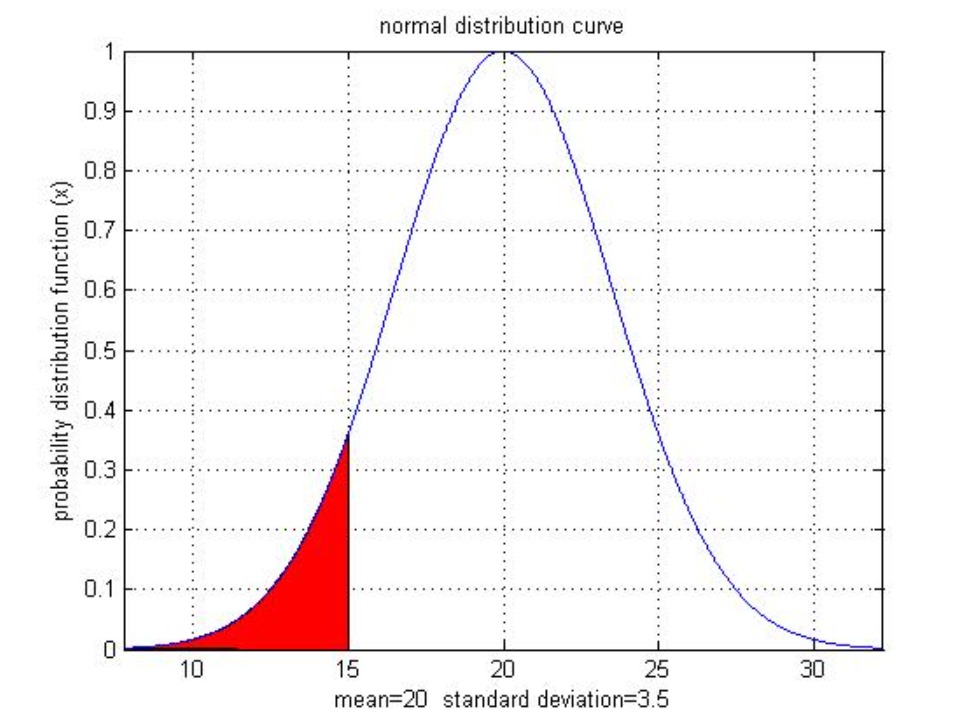 normal distribution curve
probability distribution function (x)
1
0.9
0.8
0.7
0.6
0.5
0.4
0.3
0.2
0.1
0
10 15 20 25 30
mean=20 standard deviation=3.5